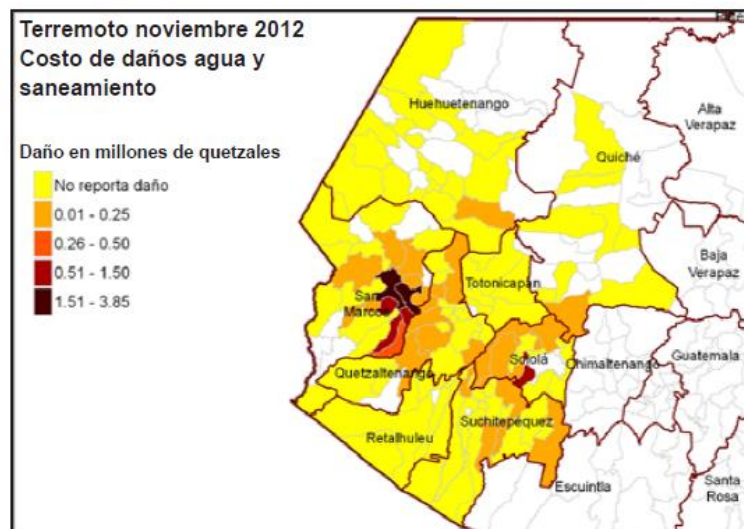 Terremoto noviembre 2012
Costo de daños agua y
saneamiento
Daño en millones de quetzales
No reporta daño
0.01 - 0.25
0.26 - 0.50
0.51 - 1.50
1.51 - 3.85
Huehuetenango
Alta
Verapaz
Quiché
Baja
Verapaz
Totonicapán
San
Marcos
Sololá
Chimaltenango
Guatemala
Quetzaltenango
Retalhuleu
Suchitepequez
Escuintla
Santa
Rosa